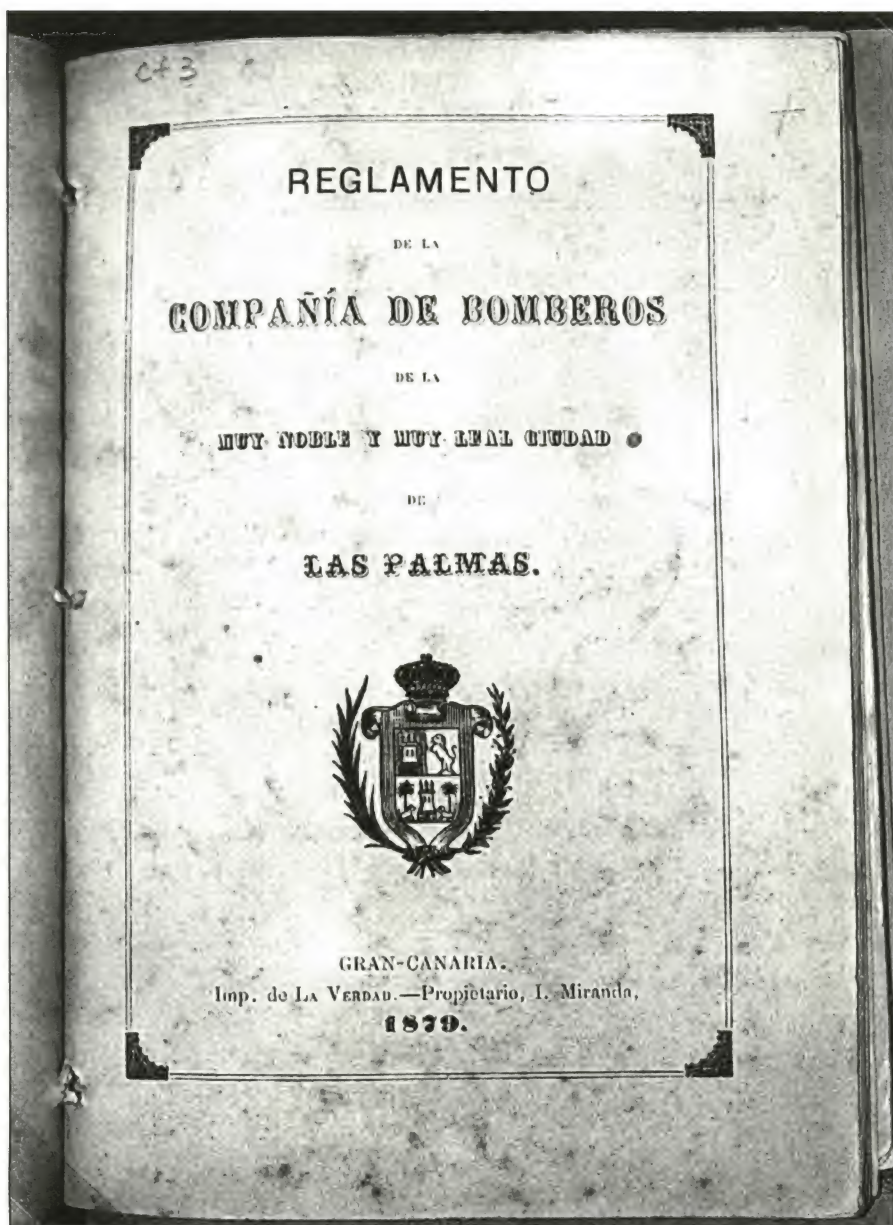 c+3
REGLAMENTO
DE LA
COMPAÑÍA DE BOMBEROS
DE LA
MUY NOBLE Y MUY LEAL CIUDAD
DE
LAS PALMAS.
GRAN-CANARIA.
Imp. de LA VERDAD.—Propietario, I. Miranda,
1879.